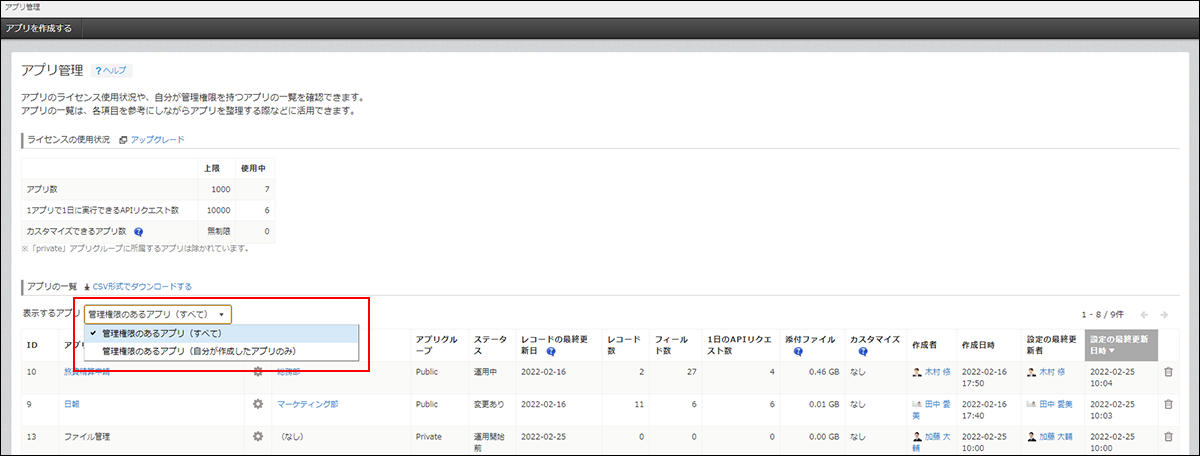 アプリ管理
アプリを作成する
アプリ管理 ?ヘルプ
アプリのライセンス使用状況や、自分が管理権限を持つアプリの一覧を確認できます。
アプリの一覧は、各項目を参考にしながらアプリを整理する際などに活用できます。
ライセンスの使用状況 アップグレード
上限 使用中
アプリ数 1000 7
1アプリで1日に実行できるAPIリクエスト数 10000 6
カスタマイズできるアプリ数 ? 無制限 0
※「private」アプリグループに所属するアプリは除かれています。
アプリの一覧 CSV形式でダウンロードする
表示するアプリ 管理権限のあるアプリ（すべて） ▼
1 - 8 / 9件
✓ 管理権限のあるアプリ（すべて）
管理権限のあるアプリ（自分が作成したアプリのみ）
ID アプリ アプリグループ ステータス レコードの最終更新日 ? レコード数 フィールド数 1日のAPIリクエスト数 添付ファイル ? カスタマイズ ? 作成者 作成日時 設定の最終更新者 設定の最終更新日時▼
10 旅費精算申請 総務部 Public 運用中 2022-02-16 2 27 4 0.46 GB なし 木村 修 2022-02-16 17:50 木村 修 2022-02-25 10:04
9 日報 マーケティング部 Public 変更あり 2022-02-16 11 6 6 0.01 GB なし 田中 愛美 2022-02-16 17:40 田中 愛美 2022-02-25 10:03
13 ファイル管理 （なし） Private 運用開始前 2022-02-25 0 0 0 0.00 GB なし 加藤 大輔 2022-02-25 10:00 加藤 大輔 2022-02-25 10:00